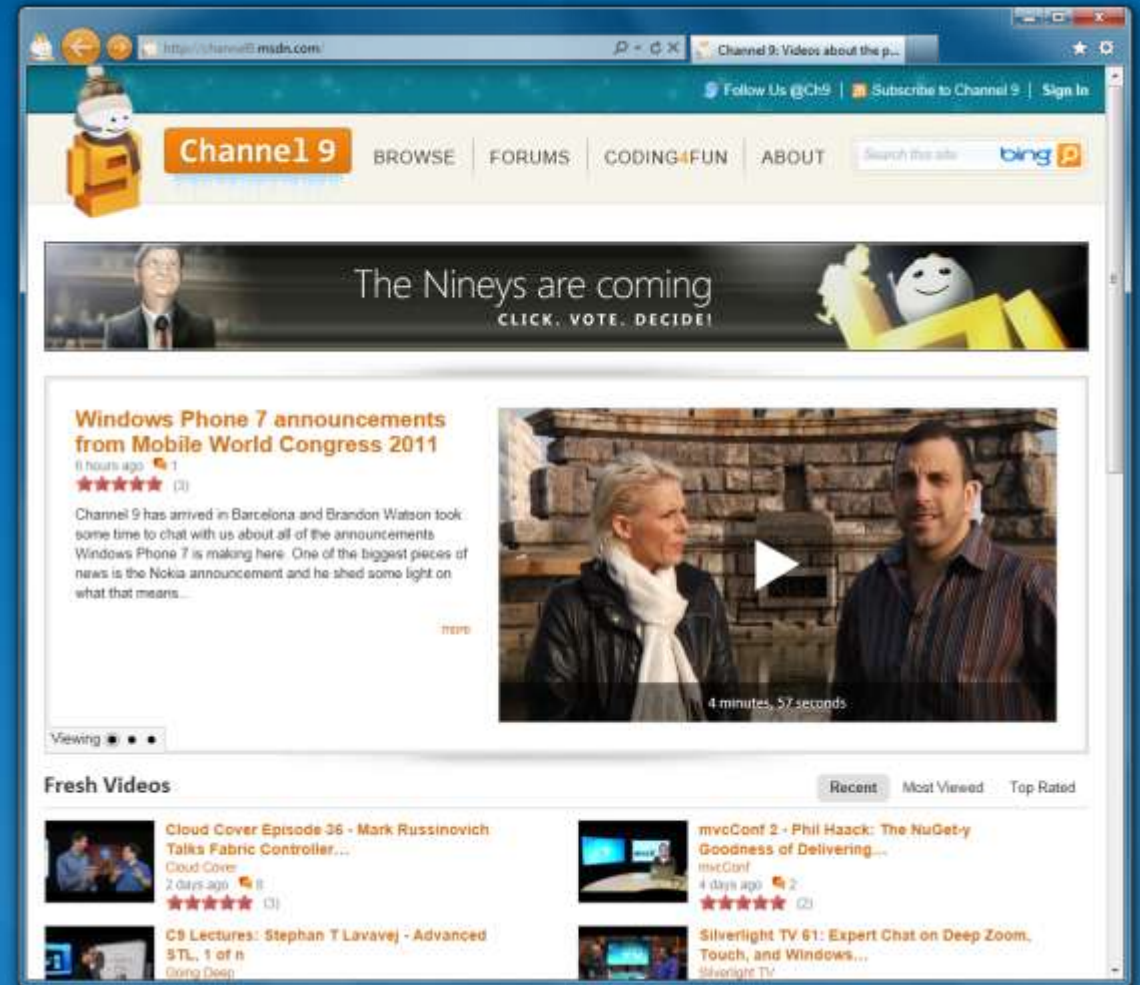 http://channel9.msdn.com/
Channel 9: Videos about the p...
Follow Us @Ch9 | Subscribe to Channel 9 | Sign In
Channel 9
BROWSE
FORUMS
CODING4FUN
ABOUT
Search this site
bing
The Nineys are coming
CLICK. VOTE. DECIDE!
Windows Phone 7 announcements
from Mobile World Congress 2011
6 hours ago 1
(3)
Channel 9 has arrived in Barcelona and Brandon Watson took
some time to chat with us about all of the announcements
Windows Phone 7 is making here. One of the biggest pieces of
news is the Nokia announcement and he shed some light on
what that means...
more
4 minutes, 57 seconds
Viewing
Fresh Videos
Recent
Most Viewed
Top Rated
Cloud Cover Episode 36 - Mark Russinovich
Talks Fabric Controller...
Cloud Cover
2 days ago 8
(3)
mvcConf 2 - Phil Haack: The NuGet-y
Goodness of Delivering...
mvcConf
4 days ago 2
(2)
C9 Lectures: Stephan T Lavavej - Advanced
STL, 1 of n
Going Deep
Silverlight TV 61: Expert Chat on Deep Zoom,
Touch, and Windows...
Silverlight TV